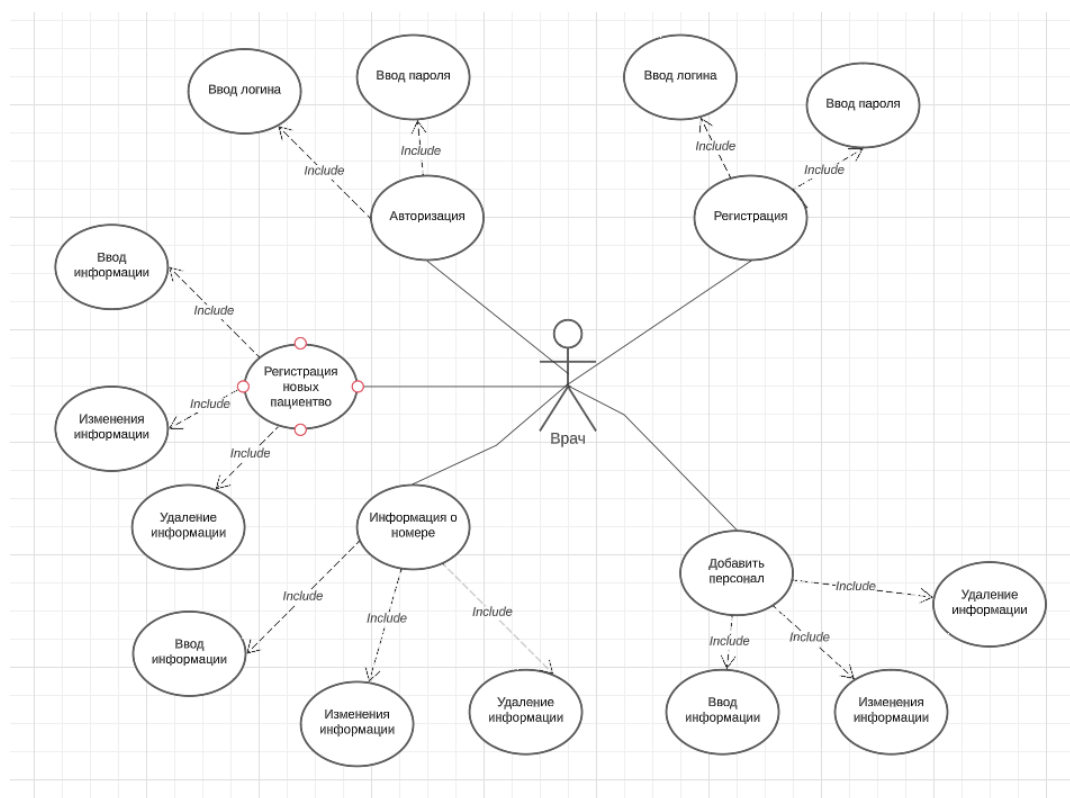 Ввод логина
Ввод пароля
Include
Include
Авторизация
Ввод логина
Ввод пароля
Include
Include
Регистрация
Ввод
информации
Include
Регистрация
новых
пациентво
Include
Изменения
информации
Include
Удаление
информации
Врач
Информация о
номере
Include
Include
Include
Ввод
информации
Изменения
информации
Удаление
информации
Добавить
персонал
Include
Удаление
информации
Include
Include
Ввод
информации
Изменения
информации